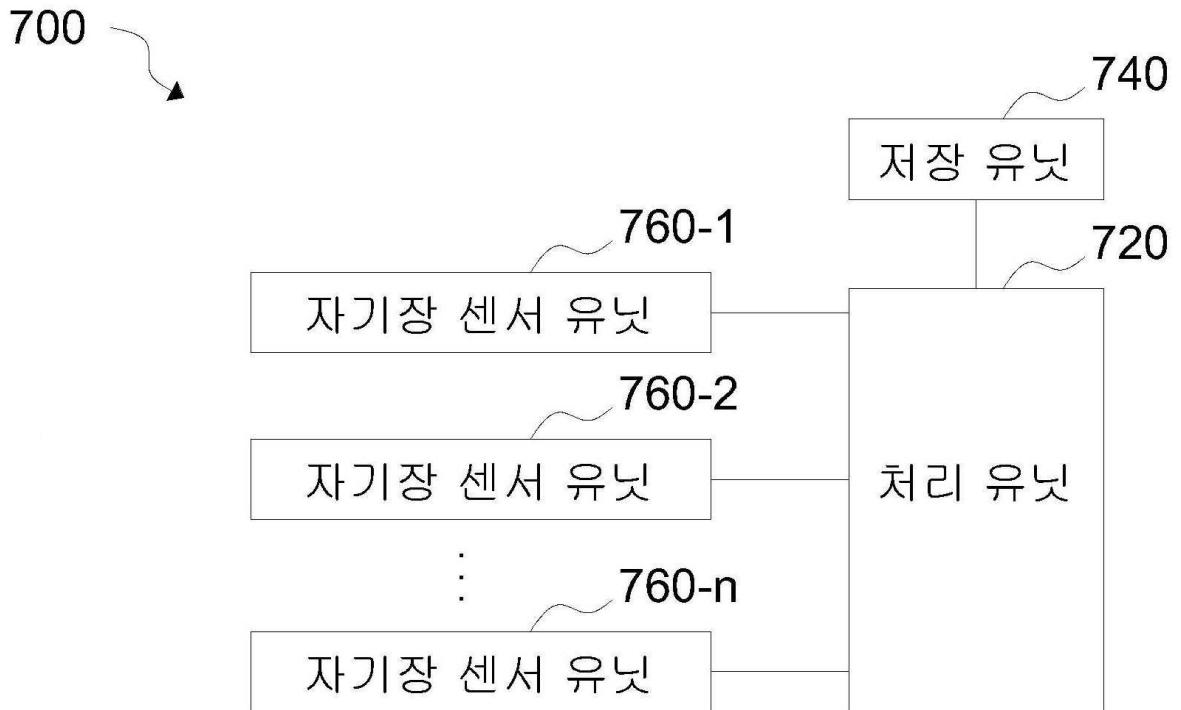 700
740
저장 유닛
760-1
720
자기장 센서 유닛
760-2
자기장 센서 유닛
처리 유닛
⋮
760-n
자기장 센서 유닛